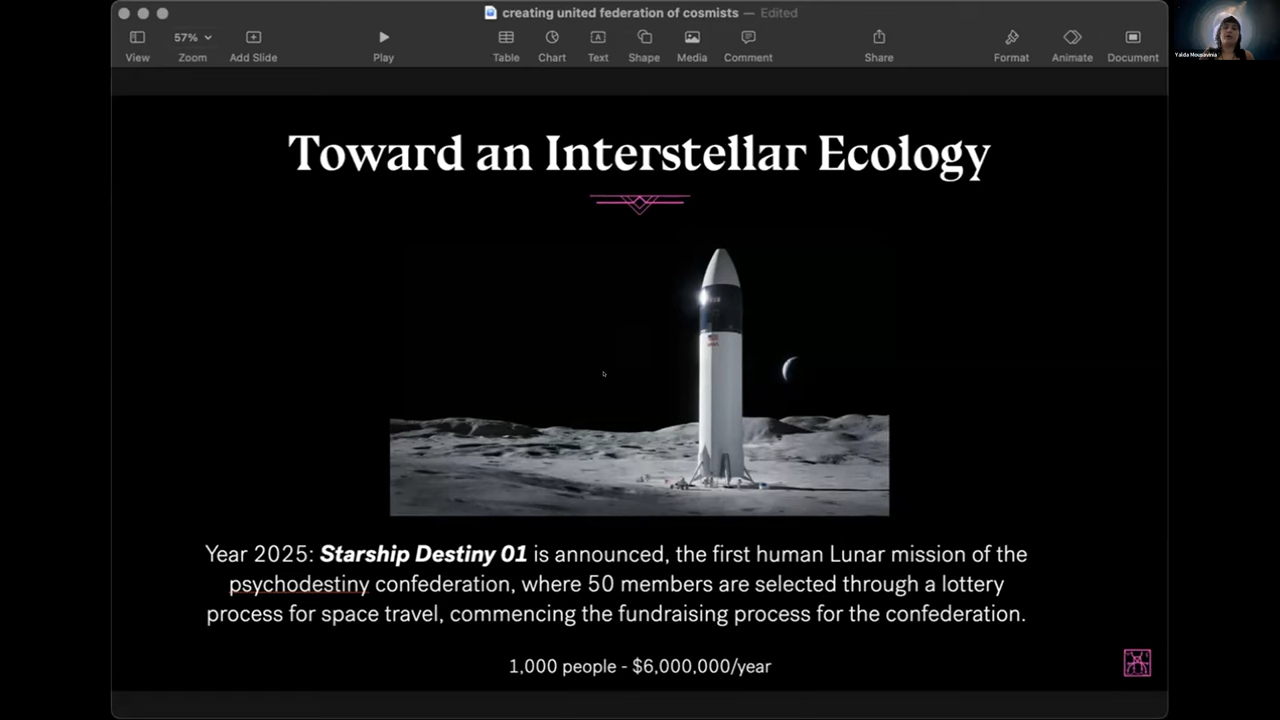 creating united federation of cosmists — Edited
57%
View
Zoom
Add Slide
Play
Table
Chart
Text
Shape
Media
Comment
Share
Format
Animate
Document
Yalda Mousavinia
Toward an Interstellar Ecology
Year 2025: Starship Destiny 01 is announced, the first human Lunar mission of the
psychodestiny confederation, where 50 members are selected through a lottery
process for space travel, commencing the fundraising process for the confederation.
1,000 people - $6,000,000/year